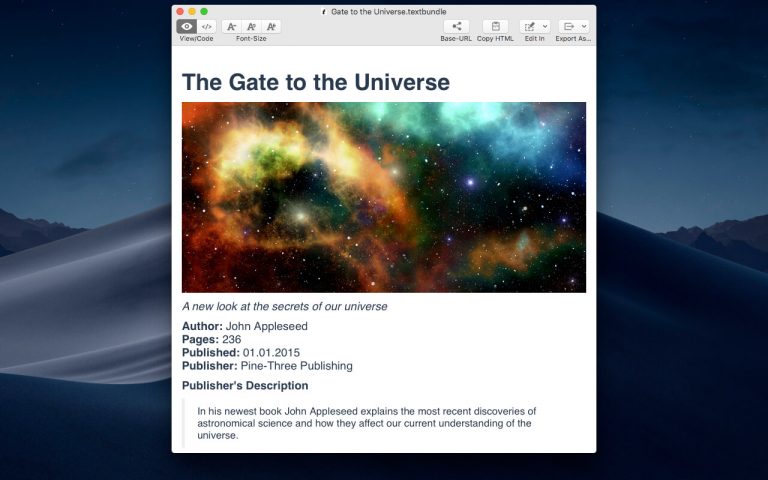 Gate to the Universe.textbundle
</>
A- A0 A+
View/Code
Font-Size
Base-URL
Copy HTML
Edit In
Export As...
The Gate to the Universe
A new look at the secrets of our universe
Author: John Appleseed
Pages: 236
Published: 01.01.2015
Publisher: Pine-Three Publishing
Publisher's Description
In his newest book John Appleseed explains the most recent discoveries of
astronomical science and how they affect our current understanding of the
universe.